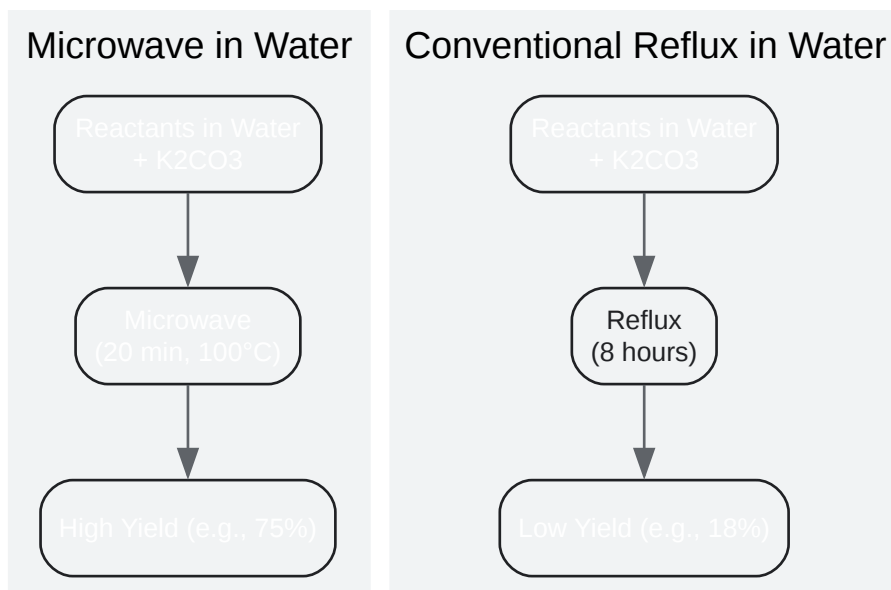 Microwave in Water
Reactants in Water
+ K2CO3
Microwave
(20 min, 100°C)
High Yield (e.g., 75%)
Conventional Reflux in Water
Reactants in Water
+ K2CO3
Reflux
(8 hours)
Low Yield (e.g., 18%)